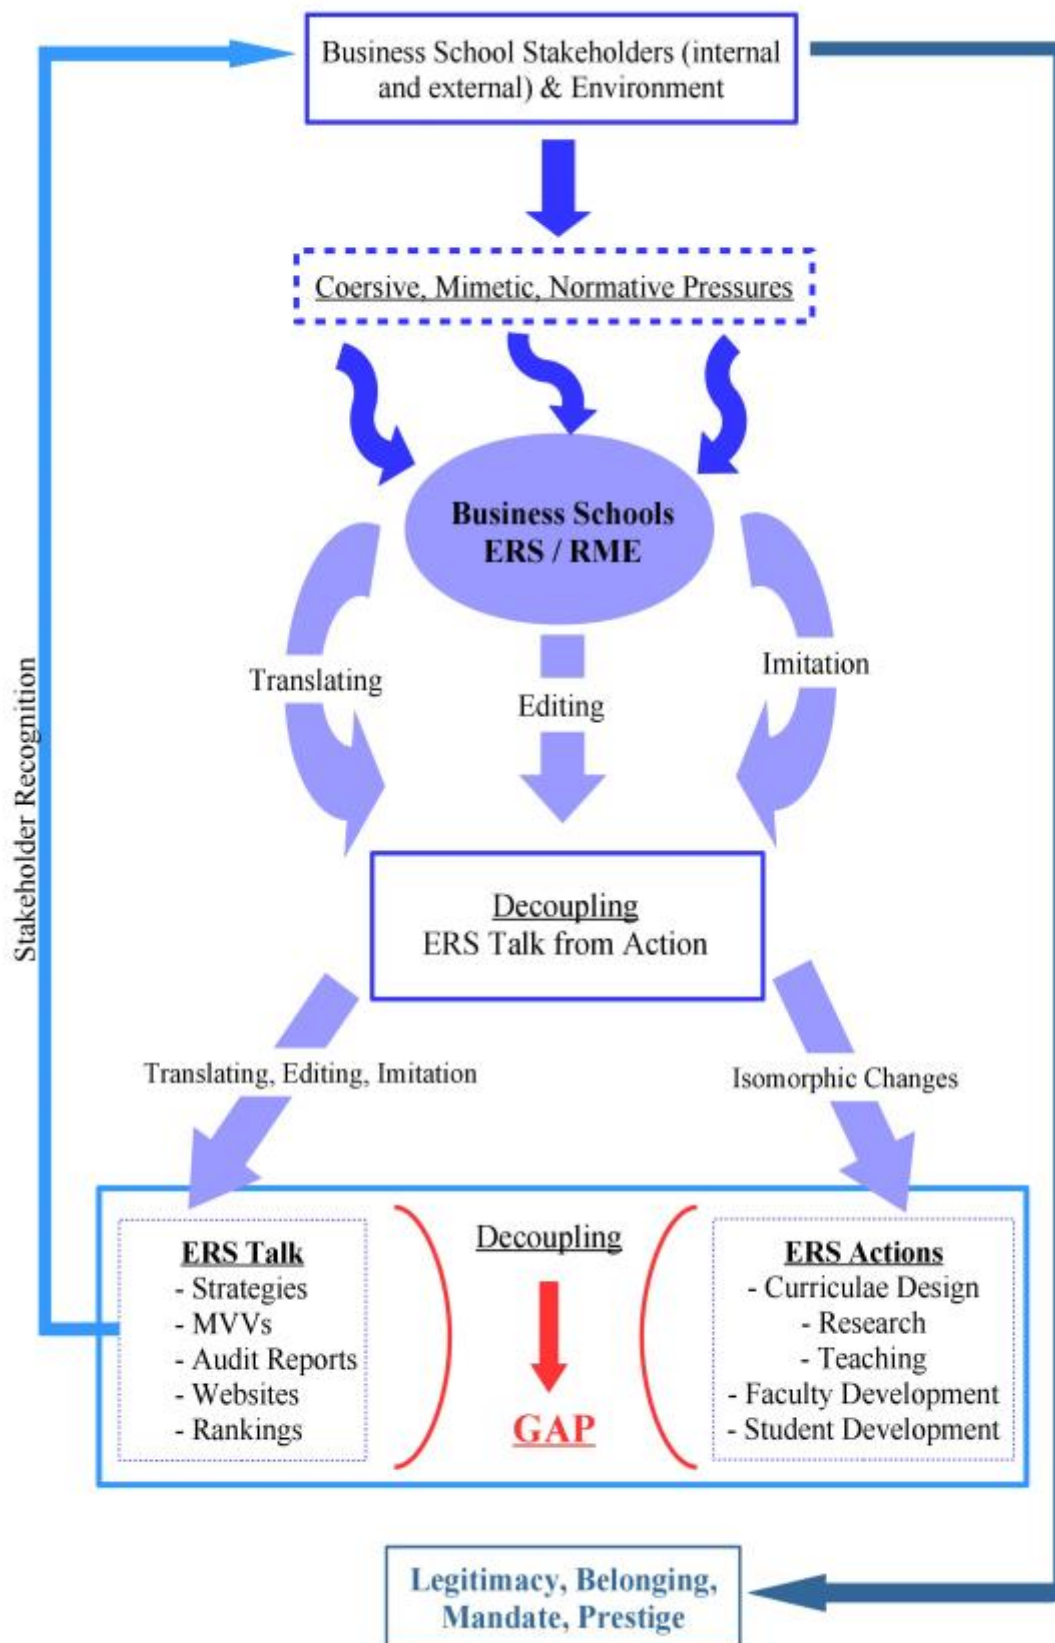 Business School Stakeholders (internal
and external) & Environment
Coersive, Mimetic, Normative Pressures
Business Schools
ERS / RME
Translating
Editing
Imitation
Stakeholder Recognition
Decoupling
ERS Talk from Action
Translating, Editing, Imitation
Isomorphic Changes
ERS Talk
- Strategies
- MVVs
- Audit Reports
- Websites
- Rankings
Decoupling
GAP
ERS Actions
- Curriculae Design
- Research
- Teaching
- Faculty Development
- Student Development
Legitimacy, Belonging,
Mandate, Prestige